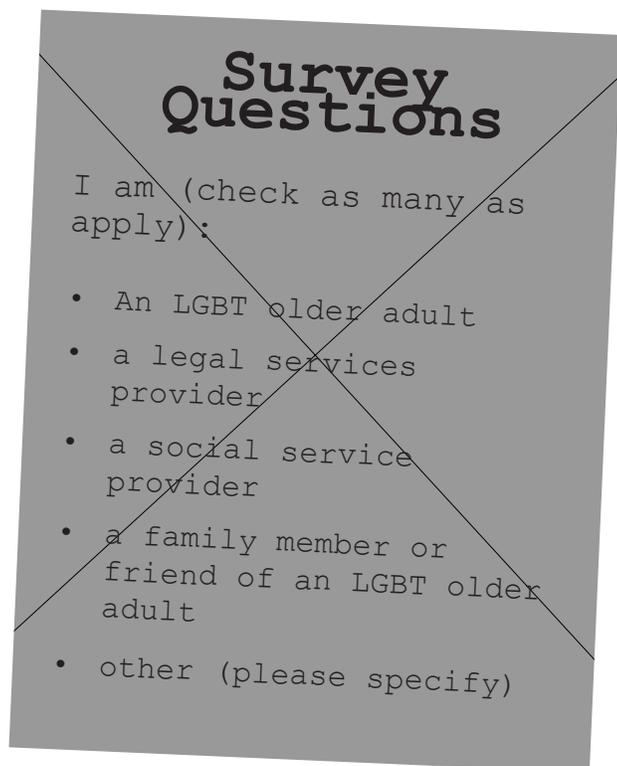 Survey
Questions
I am (check as many as
apply):
• An LGBT older adult
• a legal services
provider
• a social service
provider
• a family member or
friend of an LGBT older
adult
• other (please specify)